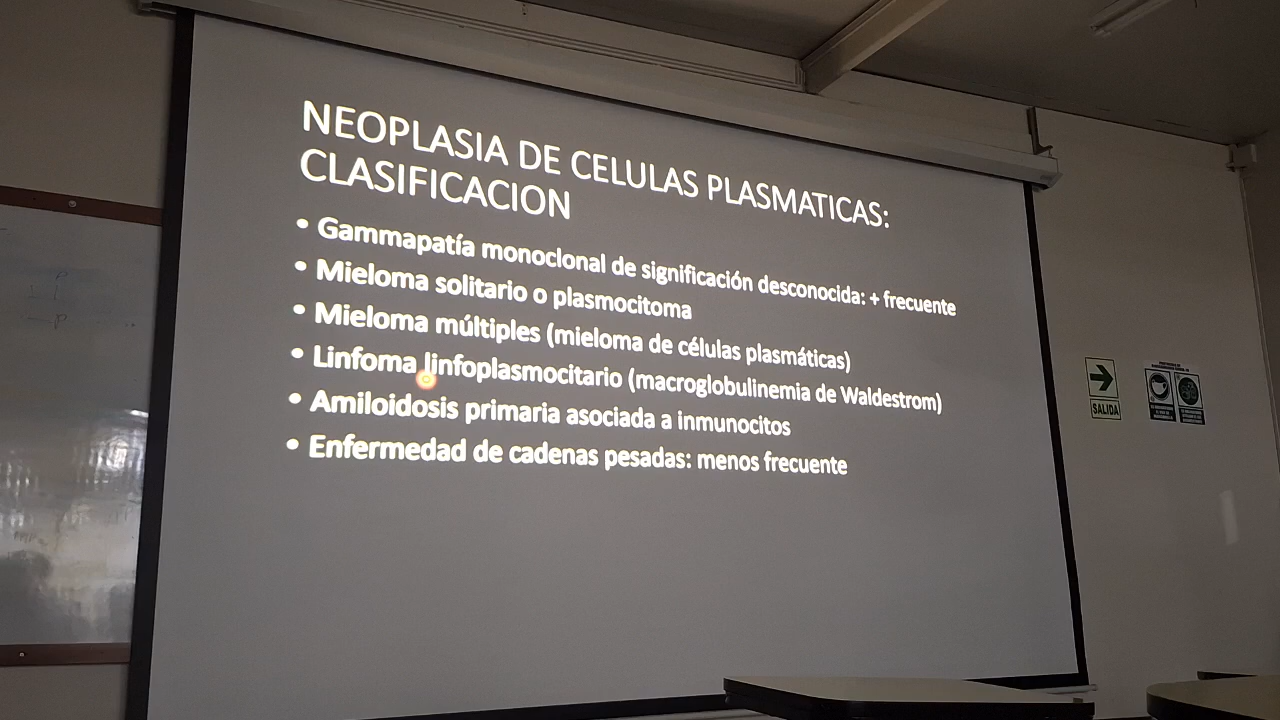 NEOPLASIA DE CELULAS PLASMATICAS:
CLASIFICACION
• Gammapatía monoclonal de significación desconocida: + frecuente
• Mieloma solitario o plasmocitoma
• Mieloma múltiples (mieloma de células plasmáticas)
• Linfoma linfoplasmocitario (macroglobulinemia de Waldestrom)
• Amiloidosis primaria asociada a inmunocitos
• Enfermedad de cadenas pesadas: menos frecuente
SALIDA